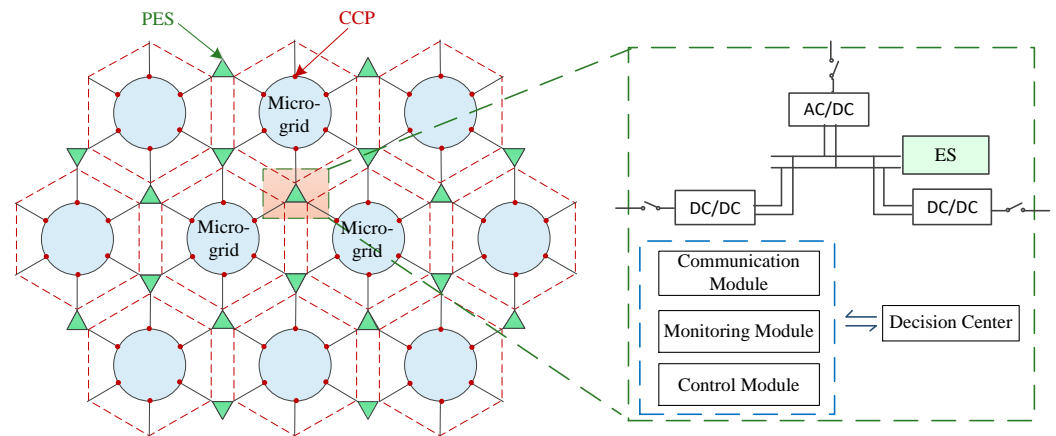 PES
CCP
Micro-
grid
Micro-
grid
Micro-
grid
AC/DC
ES
DC/DC
DC/DC
Communication
Module
Monitoring Module
Control Module
Decision Center